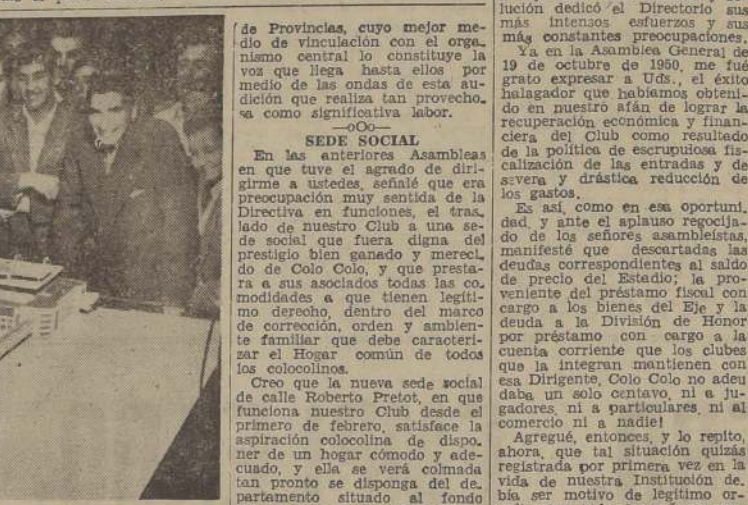 de Provincias, cuyo mejor me-
dio de vinculación con el orga_
nismo central lo constituye la
voz que llega hasta ellos por
medio de las ondas de esta au-
dición que realiza tan provecho_
sa como significativa labor.
—oOo—
SEDE SOCIAL
En las anteriores Asambleas
en que tuve el agrado de diri-
girme a ustedes, señalé que era
preocupación muy sentida de la
Directiva en funciones, el tras_
lado de nuestro Club a una se-
de social que fuera digna del
prestigio bien ganado y mereci_
do de Colo Colo, y que presta-
ra a sus asociados todas las co_
modidades a que tienen legíti-
mo derecho, dentro del marco
de corrección, orden y ambien-
te familiar que debe caracteri-
zar el Hogar común de todos
los colocolinos.
Creo que la nueva sede social
de calle Roberto Pretot, en que
funciona nuestro Club desde el
primero de febrero, satisface la
aspiración colocolina de dispo_
ner de un hogar cómodo y ade-
cuado, y ella se verá colmada
tan pronto se disponga del de_
partamento situado al fondo
lución dedicó el Directorio sus
más intensos esfuerzos y sus
más constantes preocupaciones.
Ya en la Asamblea General de
19 de octubre de 1950, me fué
grato expresar a Uds., el éxito
halagador que habíamos obteni-
do en nuestro afán de lograr la
recuperación económica y finan-
ciera del Club como resultado
de la política de escrupulosa fis-
calización de las entradas y de
severa y drástica reducción de
los gastos.
Es así, como en esa oportuni_
dad, y ante el aplauso regocija-
do de los señores asambleístas,
manifesté que descartadas las
deudas correspondientes al saldo
de precio del Estadio; la pro-
veniente del préstamo fiscal con
cargo a los bienes del Eje y la
deuda a la División de Honor
por préstamo con cargo a la
cuenta corriente que los clubes
que la integran mantienen con
esa Dirigente, Colo Colo no adeu
daba un solo centavo, ni a ju-
gadores, ni a particulares, ni al
comercio ni a nadie!
Agregué, entonces, y lo repito,
ahora, que tal situación quizás
registrada por primera vez en la
vida de nuestra Institución de_
bía ser motivo de legítimo or-